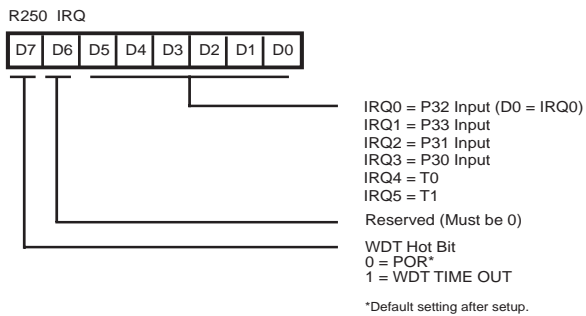 R250 IRQ
D7 D6 D5 D4 D3 D2 D1 D0
IRQ0 = P32 Input (D0 = IRQ0)
IRQ1 = P33 Input
IRQ2 = P31 Input
IRQ3 = P30 Input
IRQ4 = T0
IRQ5 = T1
Reserved (Must be 0)
WDT Hot Bit
0 = POR*
1 = WDT TIME OUT
*Default setting after setup.